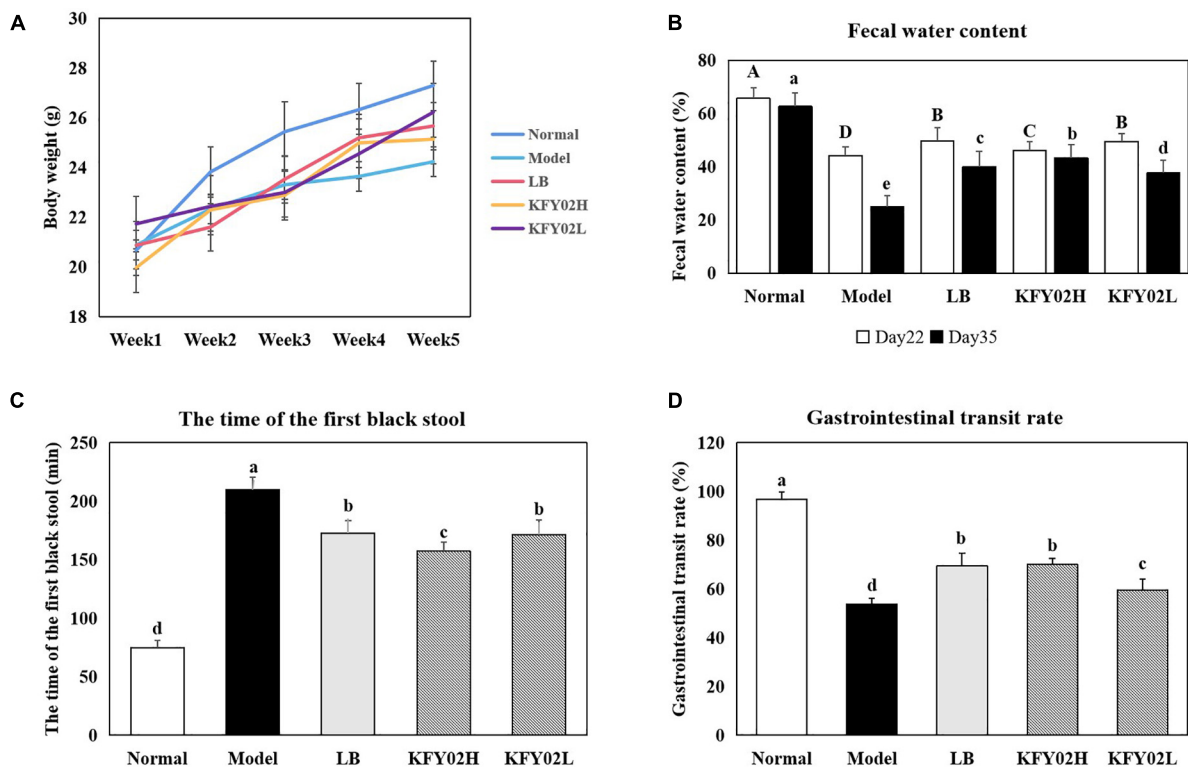 A
Body weight (g)
30
28
26
24
22
20
18
Week1 Week2 Week3 Week4 Week5
Normal
Model
LB
KFY02H
KFY02L
B
Fecal water content
Fecal water content (%)
80
60
40
20
0
A a D e B c C b B d
Normal Model LB KFY02H KFY02L
Day22 Day35
C
The time of the first black stool
The time of the first black stool (min)
250
200
150
100
50
0
d a b c b
Normal Model LB KFY02H KFY02L
D
Gastrointestinal transit rate
Gastrointestinal transit rate (%)
120
100
80
60
40
20
0
a d b b c
Normal Model LB KFY02H KFY02L